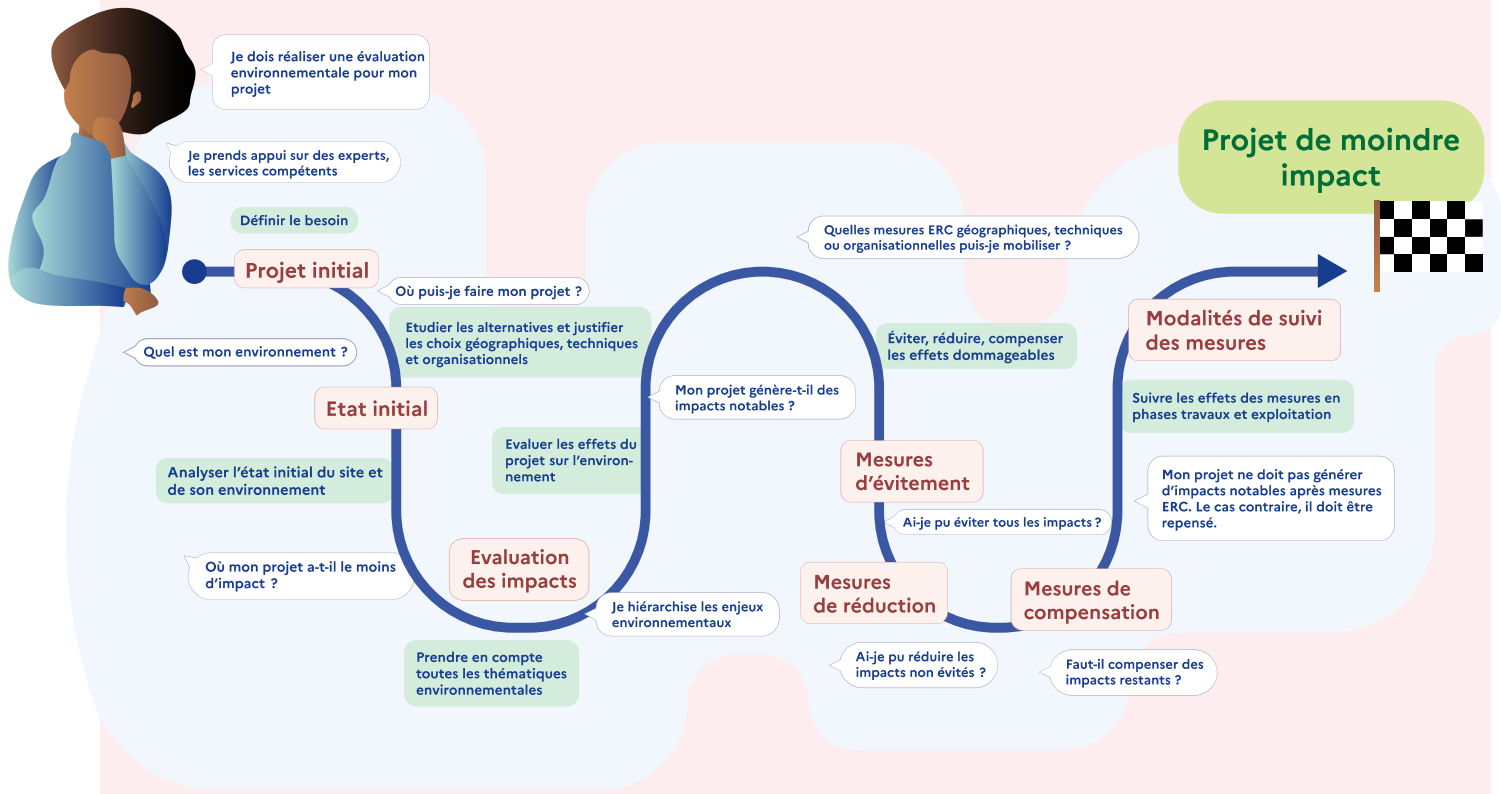 Je dois réaliser une évaluation
environnementale pour mon
projet
Je prends appui sur des experts,
les services compétents
Définir le besoin
Projet initial
Où puis-je faire mon projet ?
Etudier les alternatives et justifier
les choix géographiques, techniques
et organisationnels
Quel est mon environnement ?
Etat initial
Analyser l'état initial du site et
de son environnement
Où mon projet a-t-il le moins
d'impact ?
Evaluation
des impacts
Prendre en compte
toutes les thématiques
environnementales
Je hiérarchise les enjeux
environnementaux
Evaluer les effets du
projet sur l'environ-
nement
Mon projet génère-t-il des
impacts notables ?
Quelles mesures ERC géographiques, techniques
ou organisationnelles puis-je mobiliser ?
Éviter, réduire, compenser
les effets dommageables
Mesures
d'évitement
Ai-je pu éviter tous les impacts ?
Mesures
de réduction
Ai-je pu réduire les
impacts non évités ?
Mesures de
compensation
Faut-il compenser des
impacts restants ?
Mon projet ne doit pas générer
d'impacts notables après mesures
ERC. Le cas contraire, il doit être
repensé.
Suivre les effets des mesures en
phases travaux et exploitation
Modalités de suivi
des mesures
Projet de moindre
impact